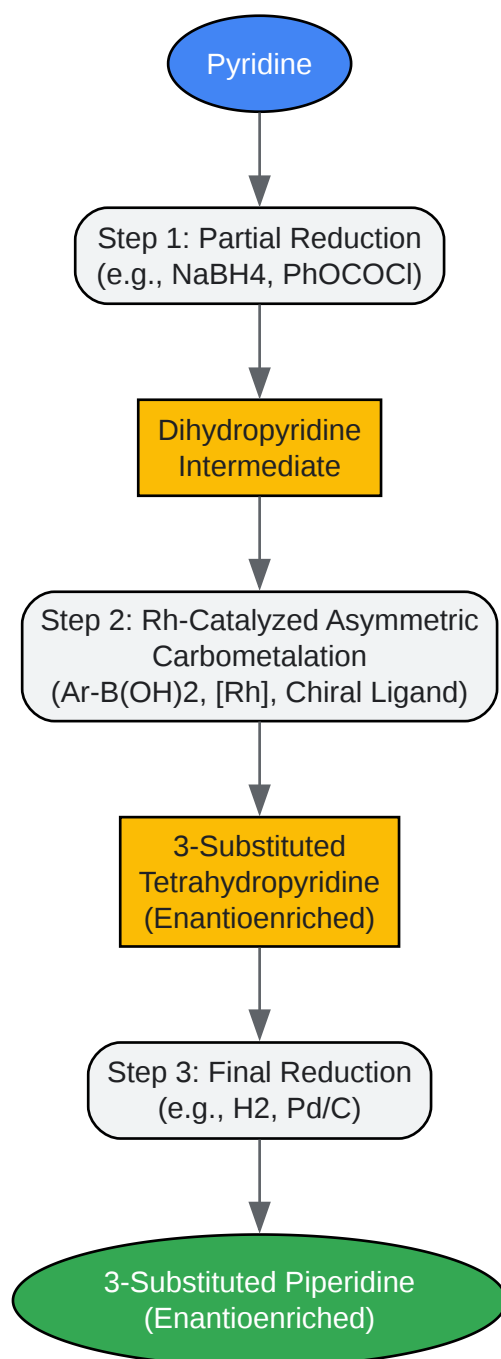 Pyridine
Step 1: Partial Reduction
(e.g., NaBH4, PhOCOCl)
Dihydropyridine
Intermediate
Step 2: Rh-Catalyzed Asymmetric
Carbometalation
(Ar-B(OH)2, [Rh], Chiral Ligand)
3-Substituted
Tetrahydropyridine
(Enantioenriched)
Step 3: Final Reduction
(e.g., H2, Pd/C)
3-Substituted Piperidine
(Enantioenriched)